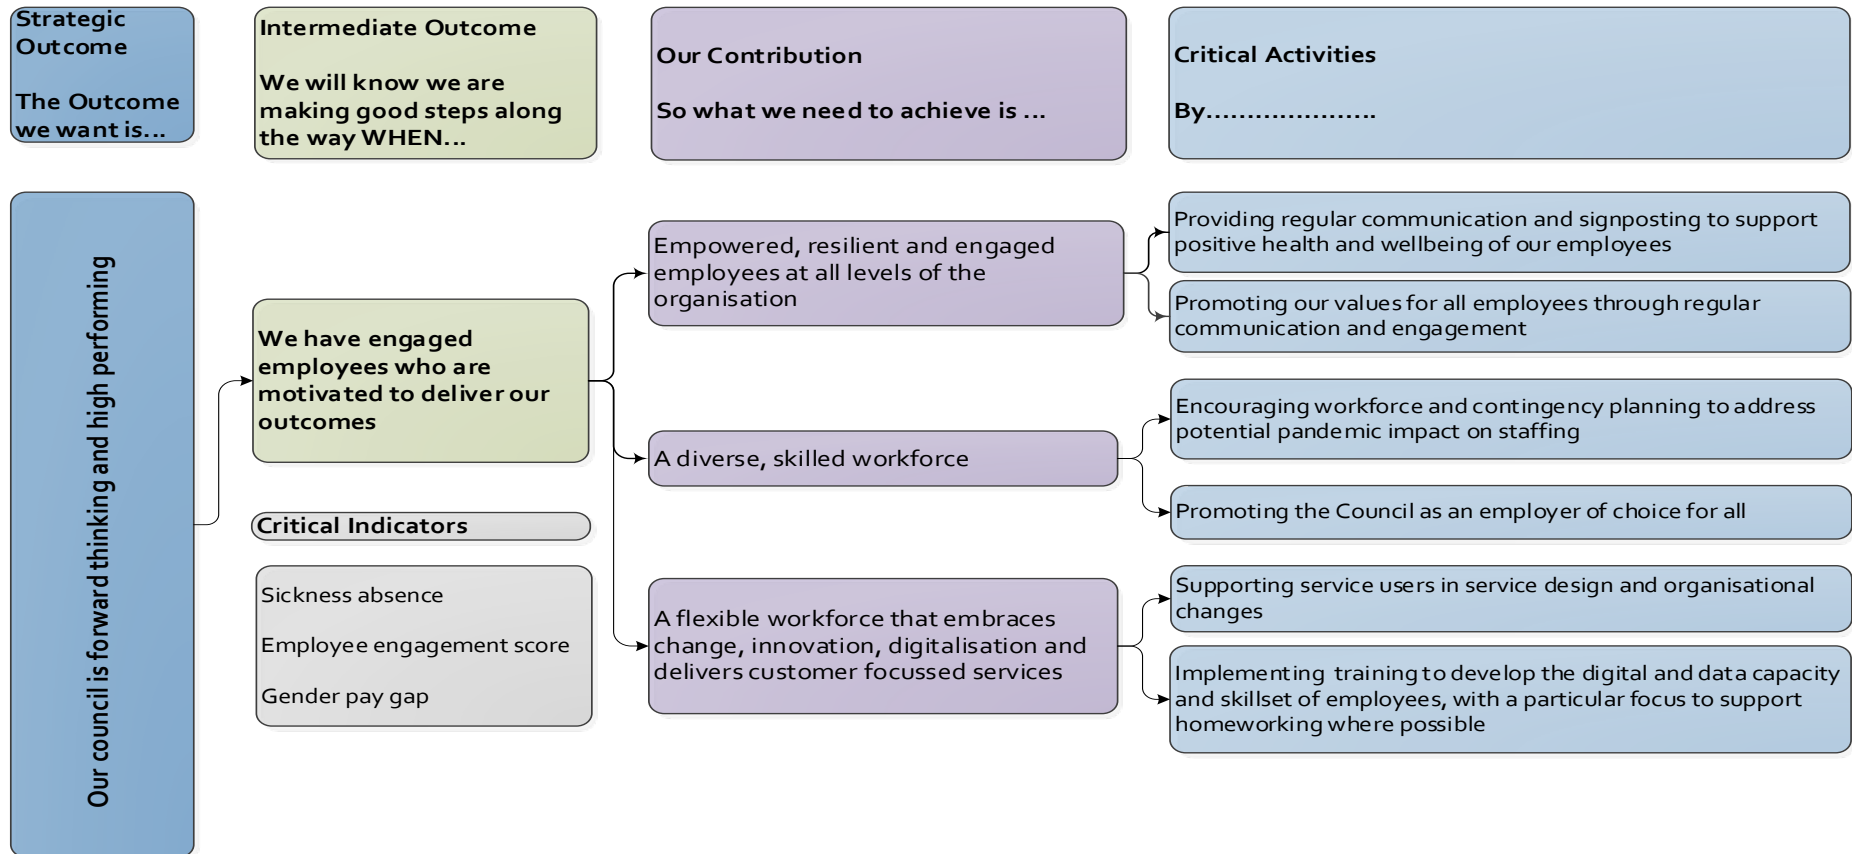 Strategic
Outcome
The Outcome
we want is...
Intermediate Outcome
We will know we are
making good steps along
the way WHEN...
Our Contribution
So what we need to achieve is ...
Critical Activities
By.....................
Our council is forward thinking and high performing
We have engaged
employees who are
motivated to deliver our
outcomes
Critical Indicators
Sickness absence
Employee engagement score
Gender pay gap
Empowered, resilient and engaged
employees at all levels of the
organisation
A diverse, skilled workforce
A flexible workforce that embraces
change, innovation, digitalisation and
delivers customer focussed services
Providing regular communication and signposting to support
positive health and wellbeing of our employees
Promoting our values for all employees through regular
communication and engagement
Encouraging workforce and contingency planning to address
potential pandemic impact on staffing
Promoting the Council as an employer of choice for all
Supporting service users in service design and organisational
changes
Implementing training to develop the digital and data capacity
and skillset of employees, with a particular focus to support
homeworking where possible